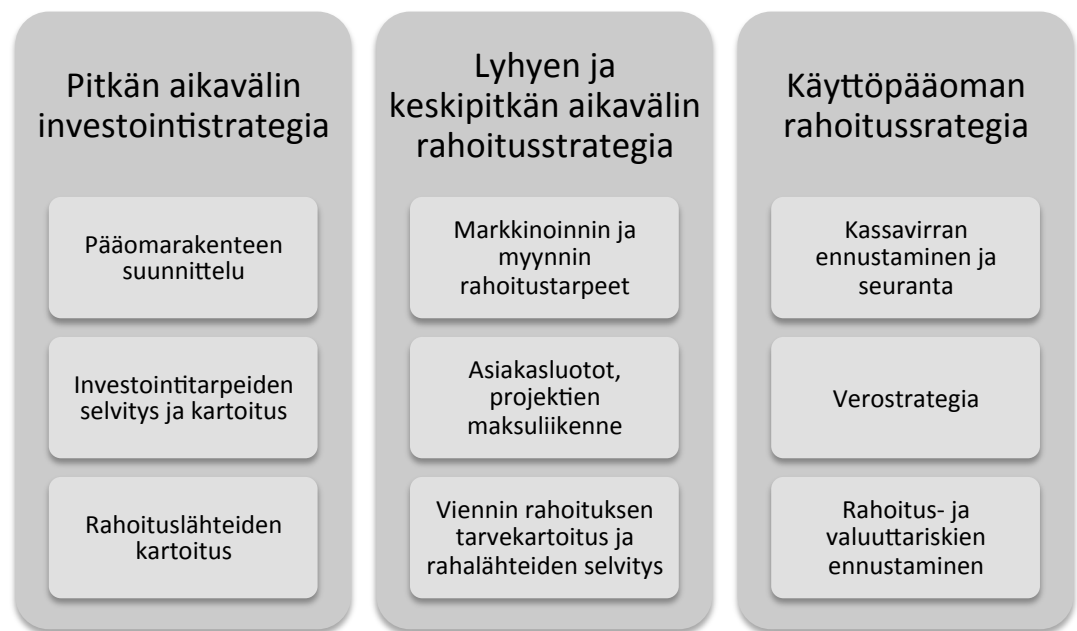 Pitkän aikavälin
investointistrategia
Pääomarakenteen
suunnittelu
Investointitarpeiden
selvitys ja kartoitus
Rahoituslähteiden
kartoitus
Lyhyen ja
keskipitkän aikavälin
rahoitusstrategia
Markkinoinnin ja
myynnin
rahoitustarpeet
Asiakasluotot,
projektien
maksuliikenne
Viennin rahoituksen
tarvekartoitus ja
rahalähteiden selvitys
Käyttöpääoman
rahoitussrategia
Kassavirran
ennustaminen ja
seuranta
Verostrategia
Rahoitus- ja
valuuttariskien
ennustaminen